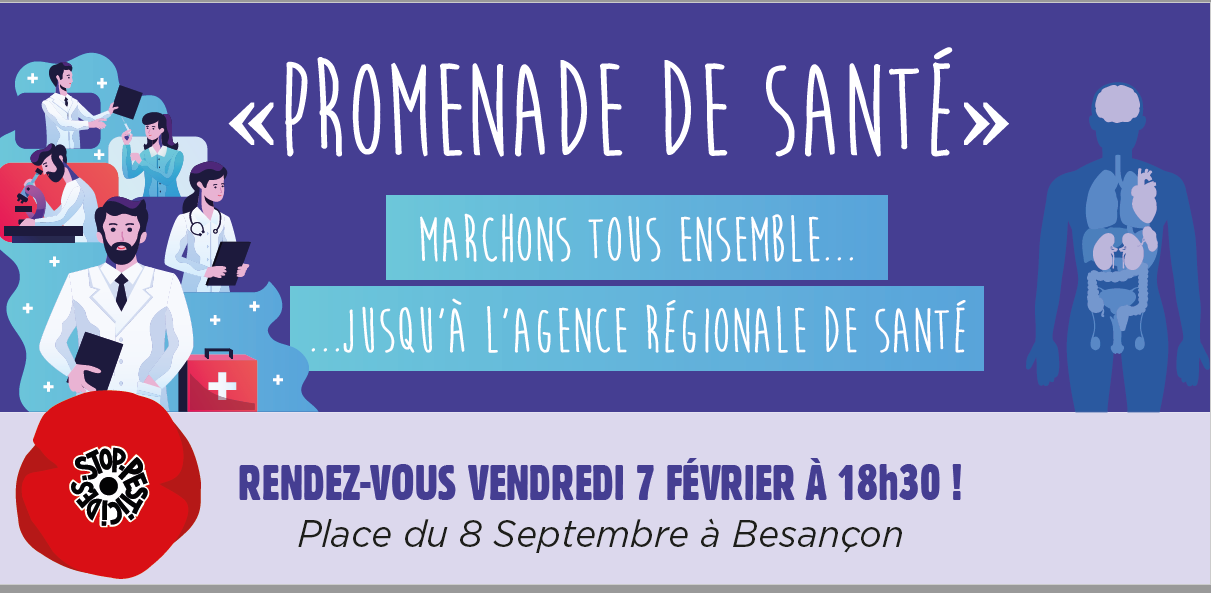 «PROMENADE DE SANTÉ»
MARCHONS TOUS ENSEMBLE...
...JUSQU'À L'AGENCE RÉGIONALE DE SANTÉ
STOP-PESTICIDES
RENDEZ-VOUS VENDREDI 7 FÉVRIER À 18h30 !
Place du 8 Septembre à Besançon